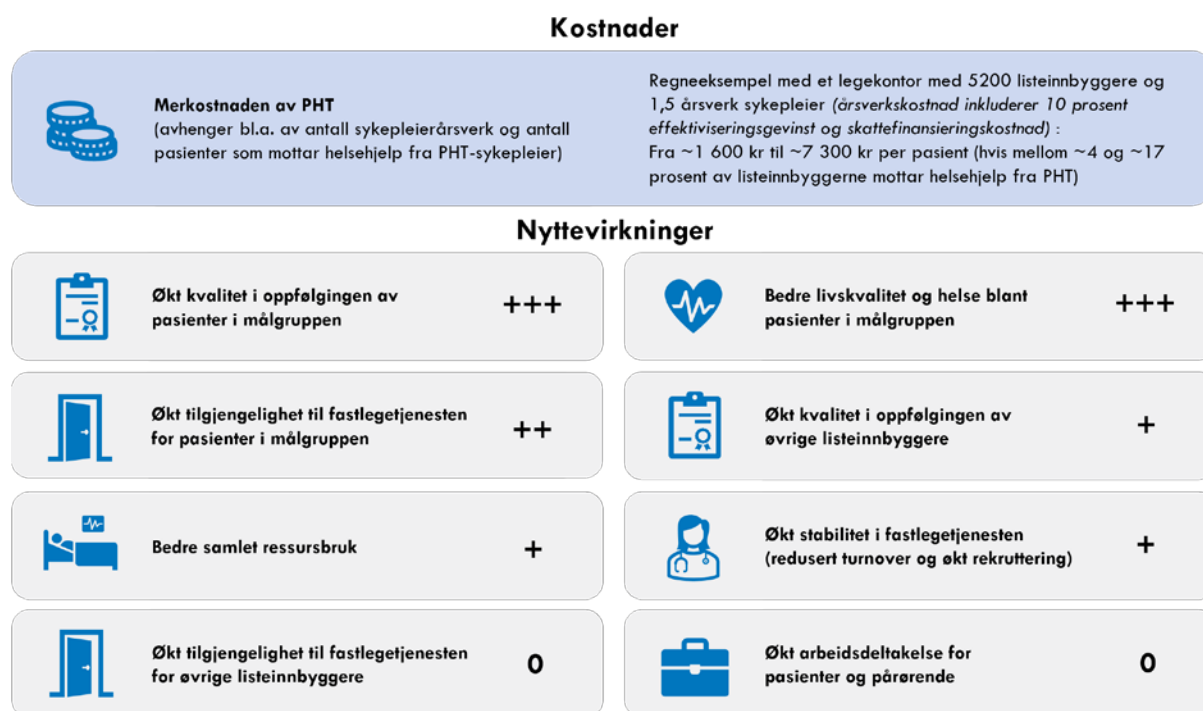 Kostnader
Merkostnaden av PHT
(avhenger bl.a. av antall sykepleierårsverk og antall
pasienter som mottar helsehjelp fra PHT-sykepleier)
Regneeksempel med et legekontor med 5200 listeinnbyggere og
1,5 årsverk sykepleier (årsverkskostnad inkluderer 10 prosent
effektiviseringsgevinst og skattefinansieringskostnad) :
Fra ~1 600 kr til ~7 300 kr per pasient (hvis mellom ~4 og ~17
prosent av listeinnbyggerne mottar helsehjelp fra PHT)
Nyttevirkninger
Økt kvalitet i oppfølgingen av
pasienter i målgruppen
+++
Bedre livskvalitet og helse blant
pasienter i målgruppen
+++
Økt tilgjengelighet til fastlegetjenesten
for pasienter i målgruppen
++
Økt kvalitet i oppfølgingen av
øvrige listeinnbyggere
+
Bedre samlet ressursbruk
+
Økt stabilitet i fastlegetjenesten
(redusert turnover og økt rekruttering)
+
Økt tilgjengelighet til fastlegetjenesten
for øvrige listeinnbyggere
0
Økt arbeidsdeltakelse for
pasienter og pårørende
0